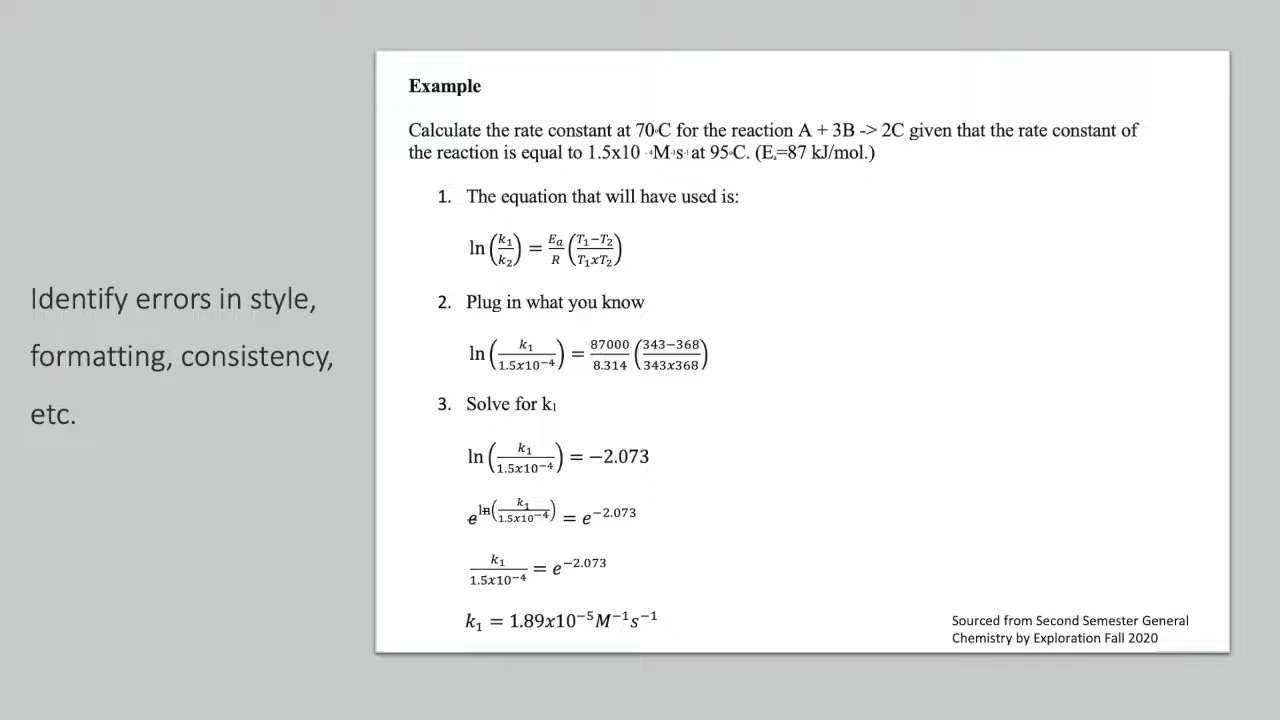 Identify errors in style,
formatting, consistency,
etc.
Example
Calculate the rate constant at 70◦C for the reaction A + 3B -> 2C given that the rate constant of
the reaction is equal to 1.5x10 ⁻⁴M⁻¹s⁻¹ at 95◦C. (Eₐ=87 kJ/mol.)
1. The equation that will have used is:
ln(k₁/k₂) = Eₐ/R (T₁−T₂/T₁xT₂)
2. Plug in what you know
ln(k₁/1.5x10⁻⁴) = 87000/8.314 (343−368/343x368)
3. Solve for k₁
ln(k₁/1.5x10⁻⁴) = −2.073
e^ln(k₁/1.5x10⁻⁴) = e^−2.073
k₁/1.5x10⁻⁴ = e^−2.073
k₁ = 1.89x10⁻⁵M⁻¹s⁻¹
Sourced from Second Semester General
Chemistry by Exploration Fall 2020